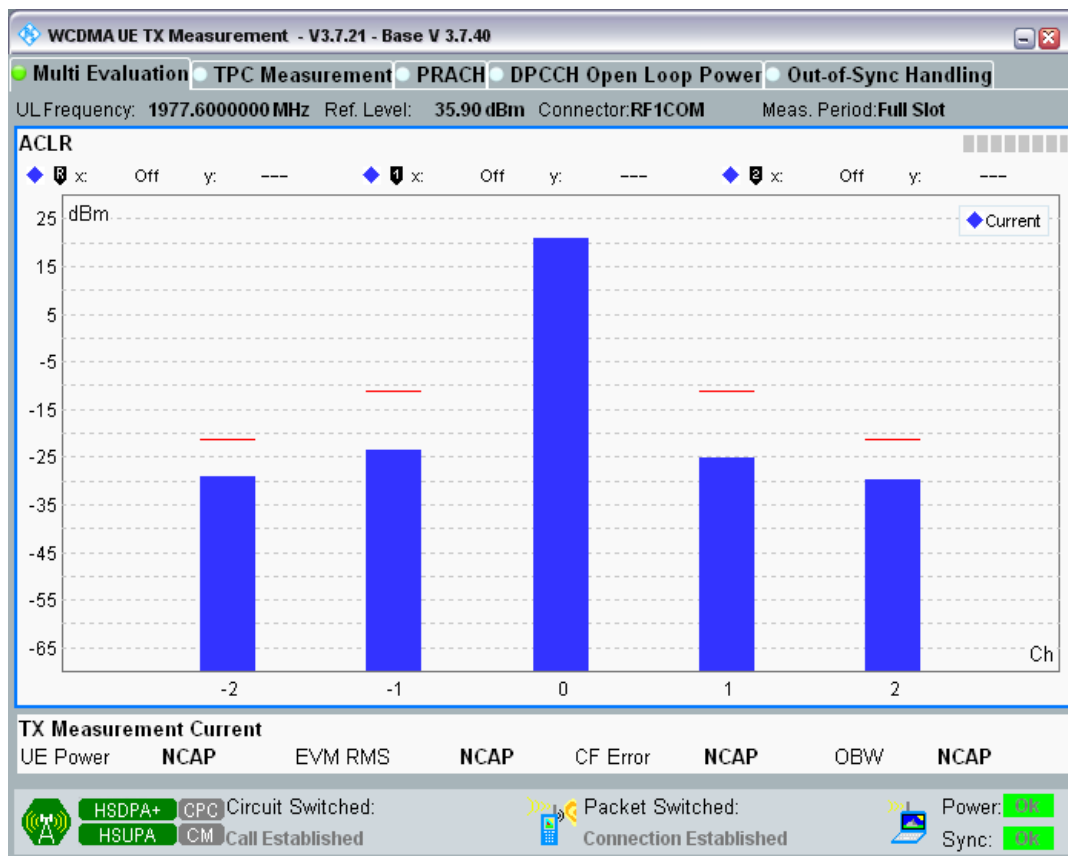 WCDMA UE TX Measurement - V3.7.21 - Base V 3.7.40
Multi Evaluation TPC Measurement PRACH DPCCH Open Loop Power Out-of-Sync Handling
UL Frequency: 1977.6000000 MHz Ref. Level: 35.90 dBm Connector:RF1COM Meas. Period:Full Slot
ACLR
R x: Off y: --- 1 x: Off y: --- 2 x: Off y: ---
dBm
Current
25
15
5
-5
-15
-25
-35
-45
-55
-65
Ch
-2 -1 0 1 2
TX Measurement Current
UE Power NCAP EVM RMS NCAP CF Error NCAP OBW NCAP
HSDPA+ CPC Circuit Switched: Packet Switched: Power: OK
HSUPA CM Call Established Connection Established Sync: OK